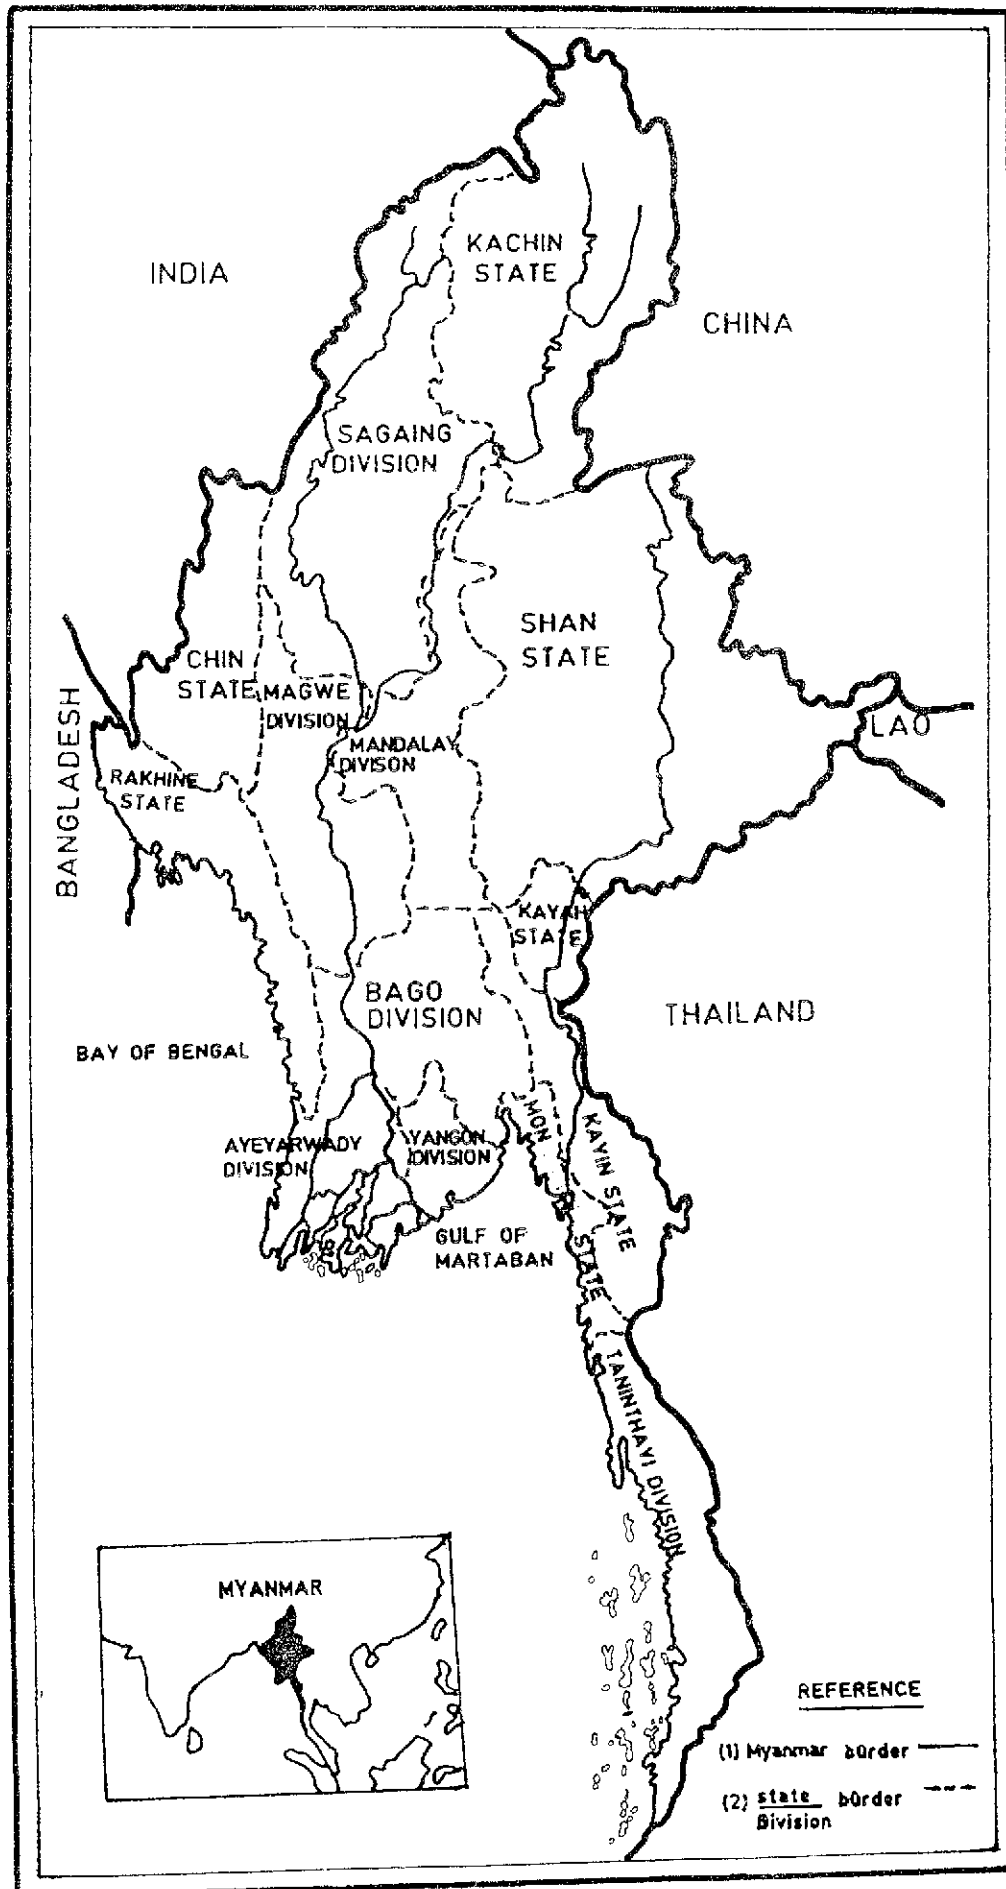 KACHIN
STATE
INDIA
CHINA
SAGAING
DIVISION
SHAN
STATE
CHIN
STATE
MAGWE
DIVISION
BANGLADESH
MANDALAY
DIVISON
LAO
RAKHINE
STATE
KAYAH
STATE
BAGO
DIVISION
THAILAND
BAY OF BENGAL
AYEYARWADY
DIVISION
YANGON
DIVISION
MON STATE
KAYIN STATE
GULF OF
MARTABAN
TANINTHAYI DIVISION
MYANMAR
REFERENCE
(1) Myanmar border
(2) state border
Division